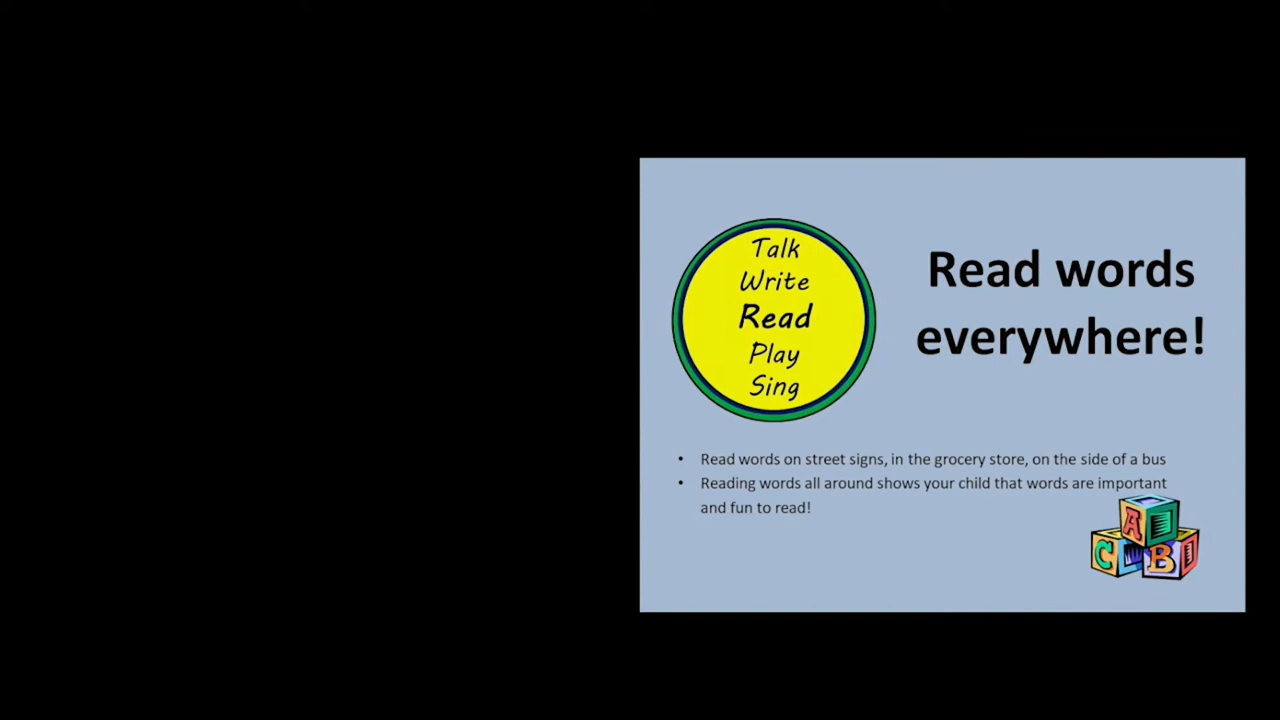 Talk
Write
Read
Play
Sing
Read words
everywhere!
• Read words on street signs, in the grocery store, on the side of a bus
• Reading words all around shows your child that words are important
and fun to read!
A
C
B